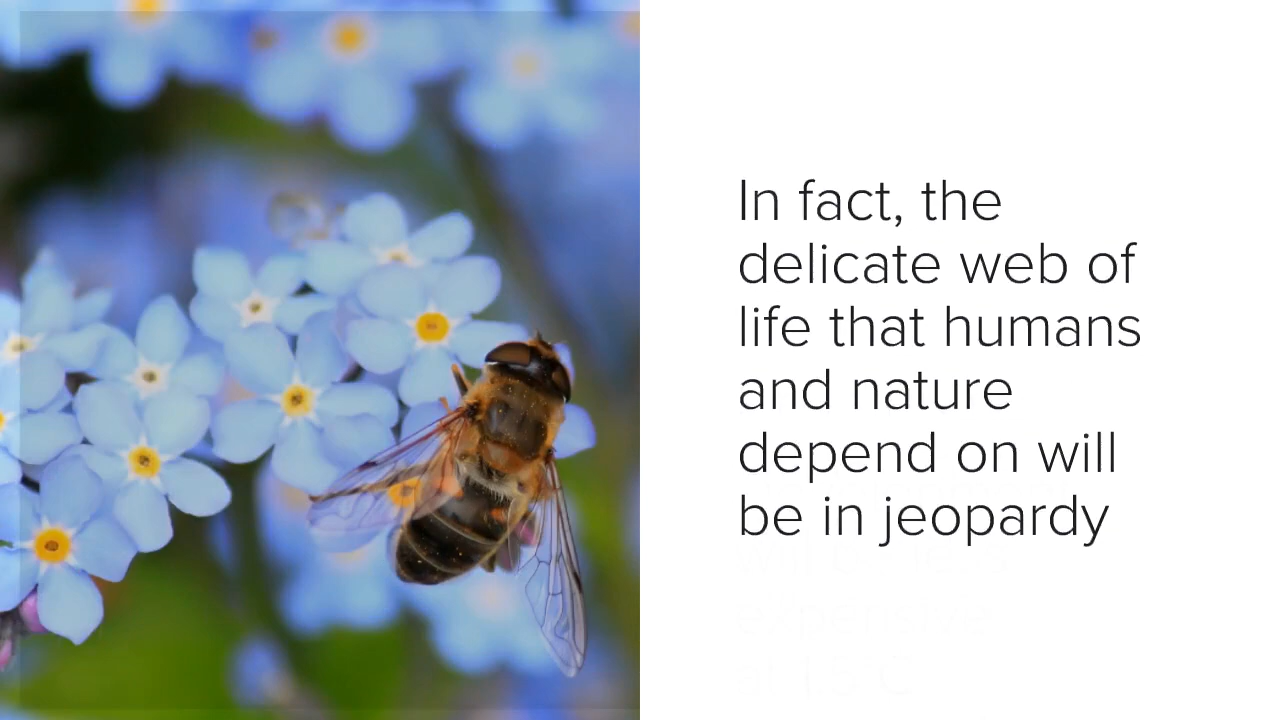 In fact, the
delicate web of
life that humans
and nature
depend on will
be in jeopardy